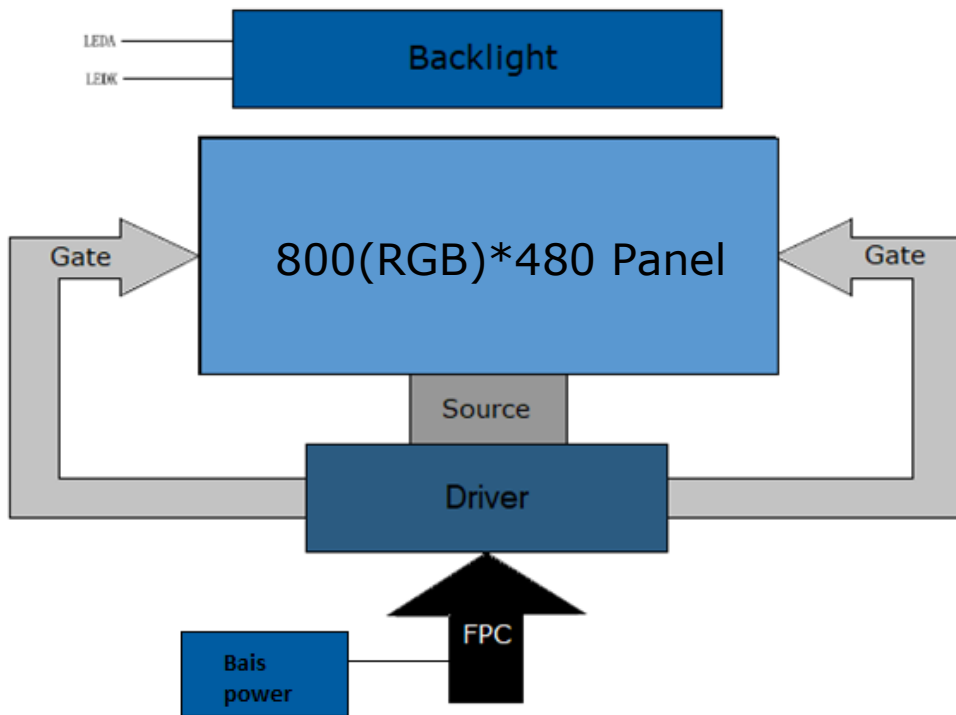 LEDA
LEDK
Backlight
Gate
800(RGB)*480 Panel
Gate
Source
Driver
FPC
Bais
power